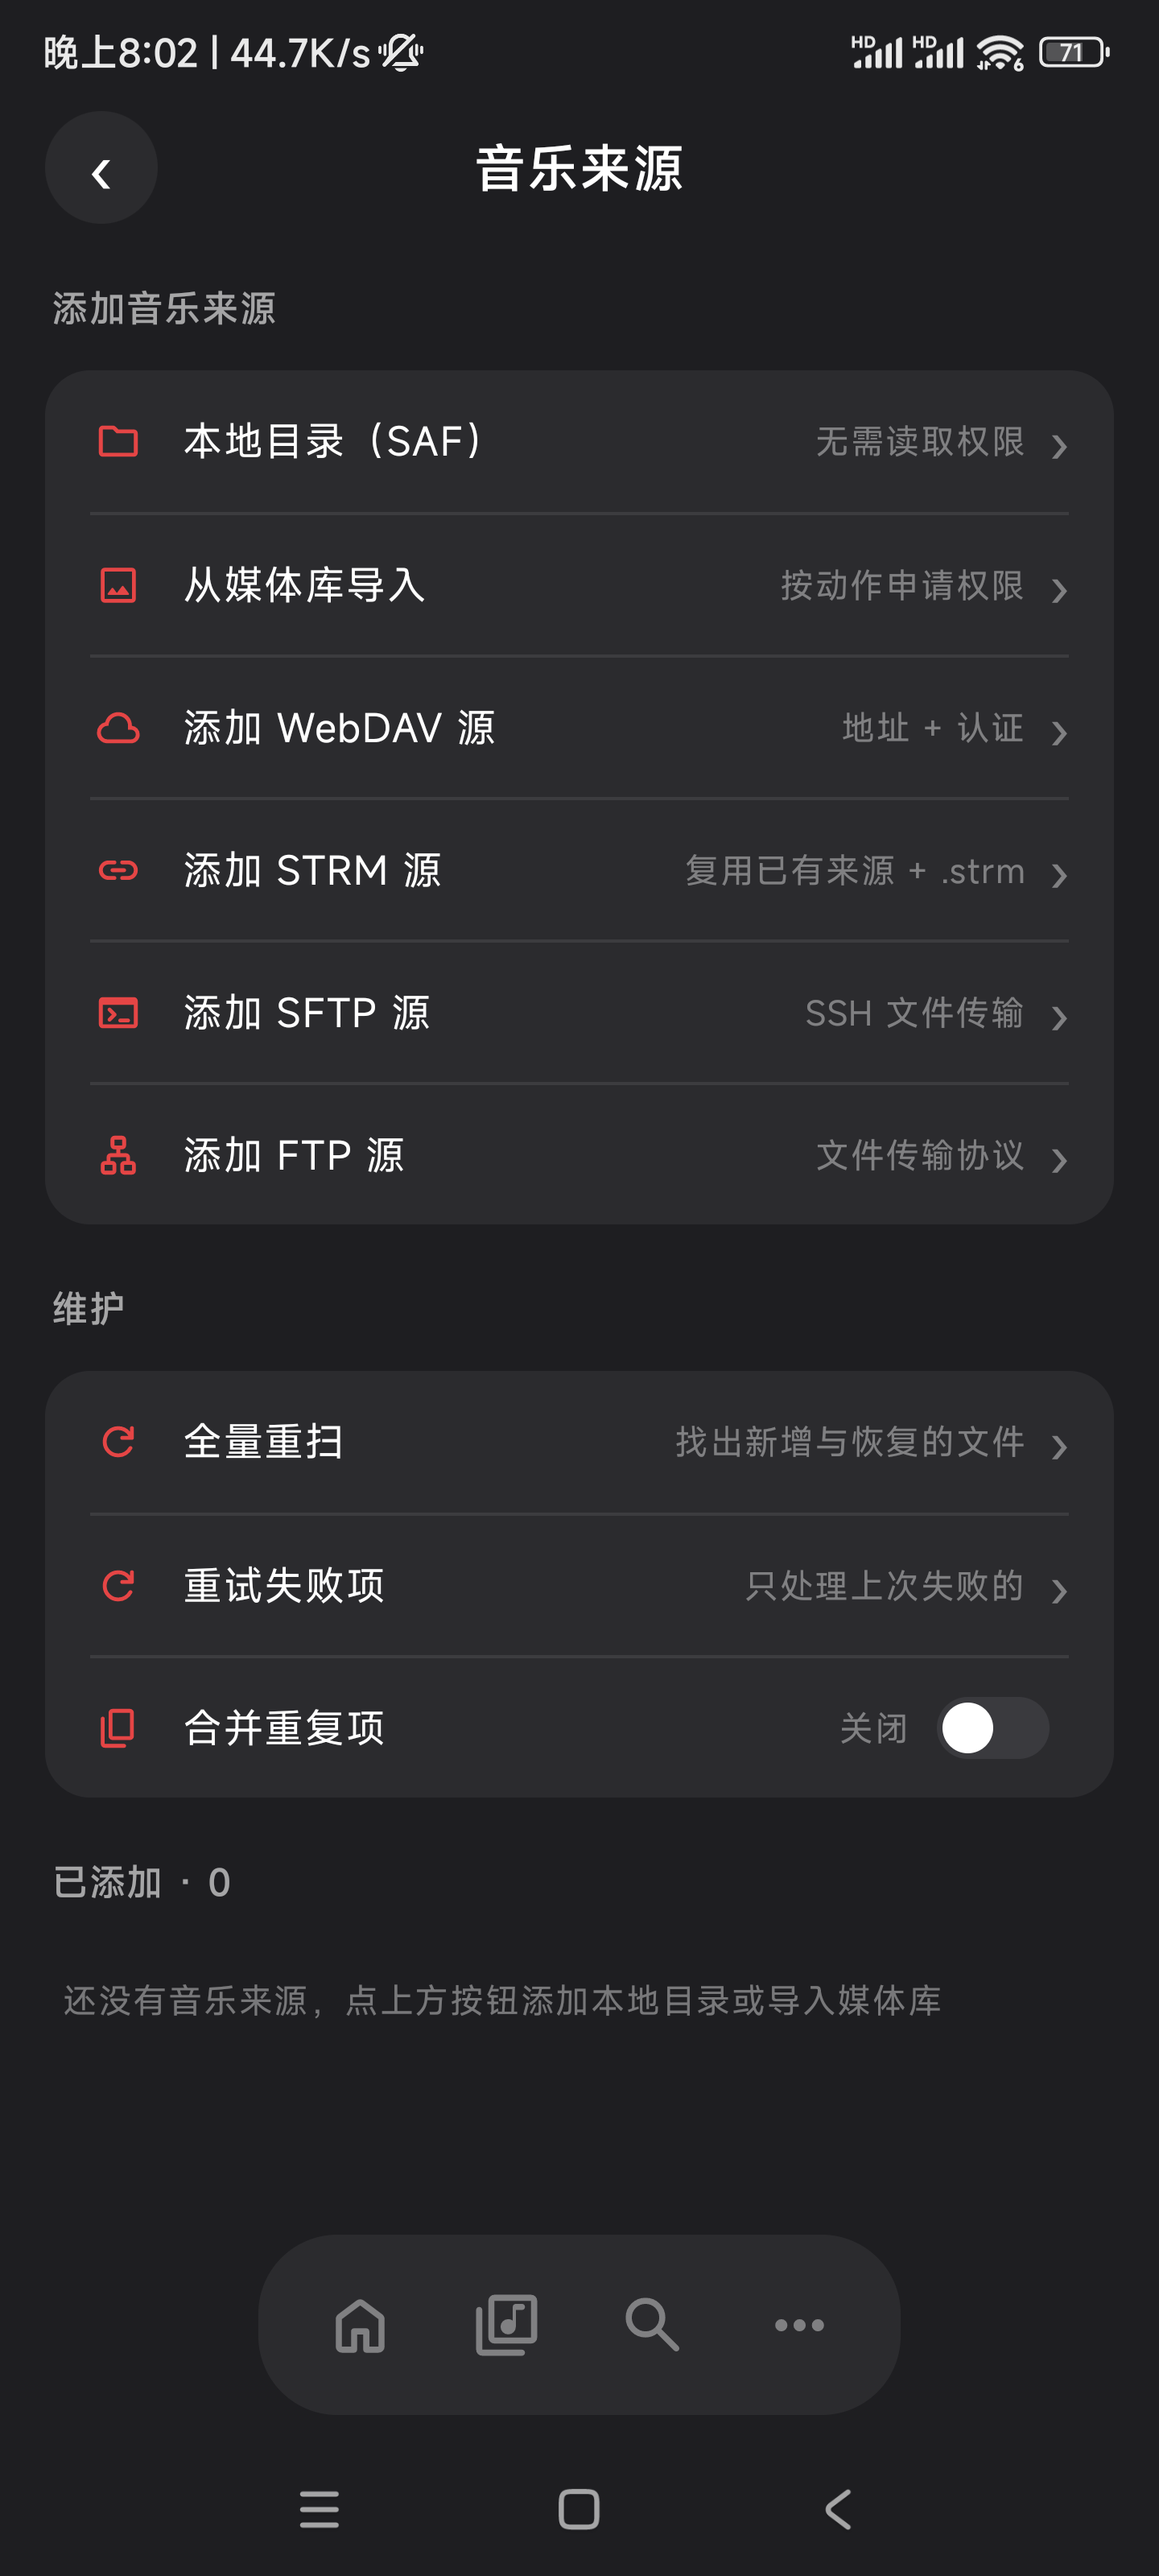 晚上8:02 | 44.7K/s HD HD 6 71
音乐来源
添加音乐来源
本地目录（SAF） 无需读取权限
从媒体库导入 按动作申请权限
添加 WebDAV 源 地址 + 认证
添加 STRM 源 复用已有来源 + .strm
添加 SFTP 源 SSH 文件传输
添加 FTP 源 文件传输协议
维护
全量重扫 找出新增与恢复的文件
重试失败项 只处理上次失败的
合并重复项 关闭
已添加 · 0
还没有音乐来源，点上方按钮添加本地目录或导入媒体库